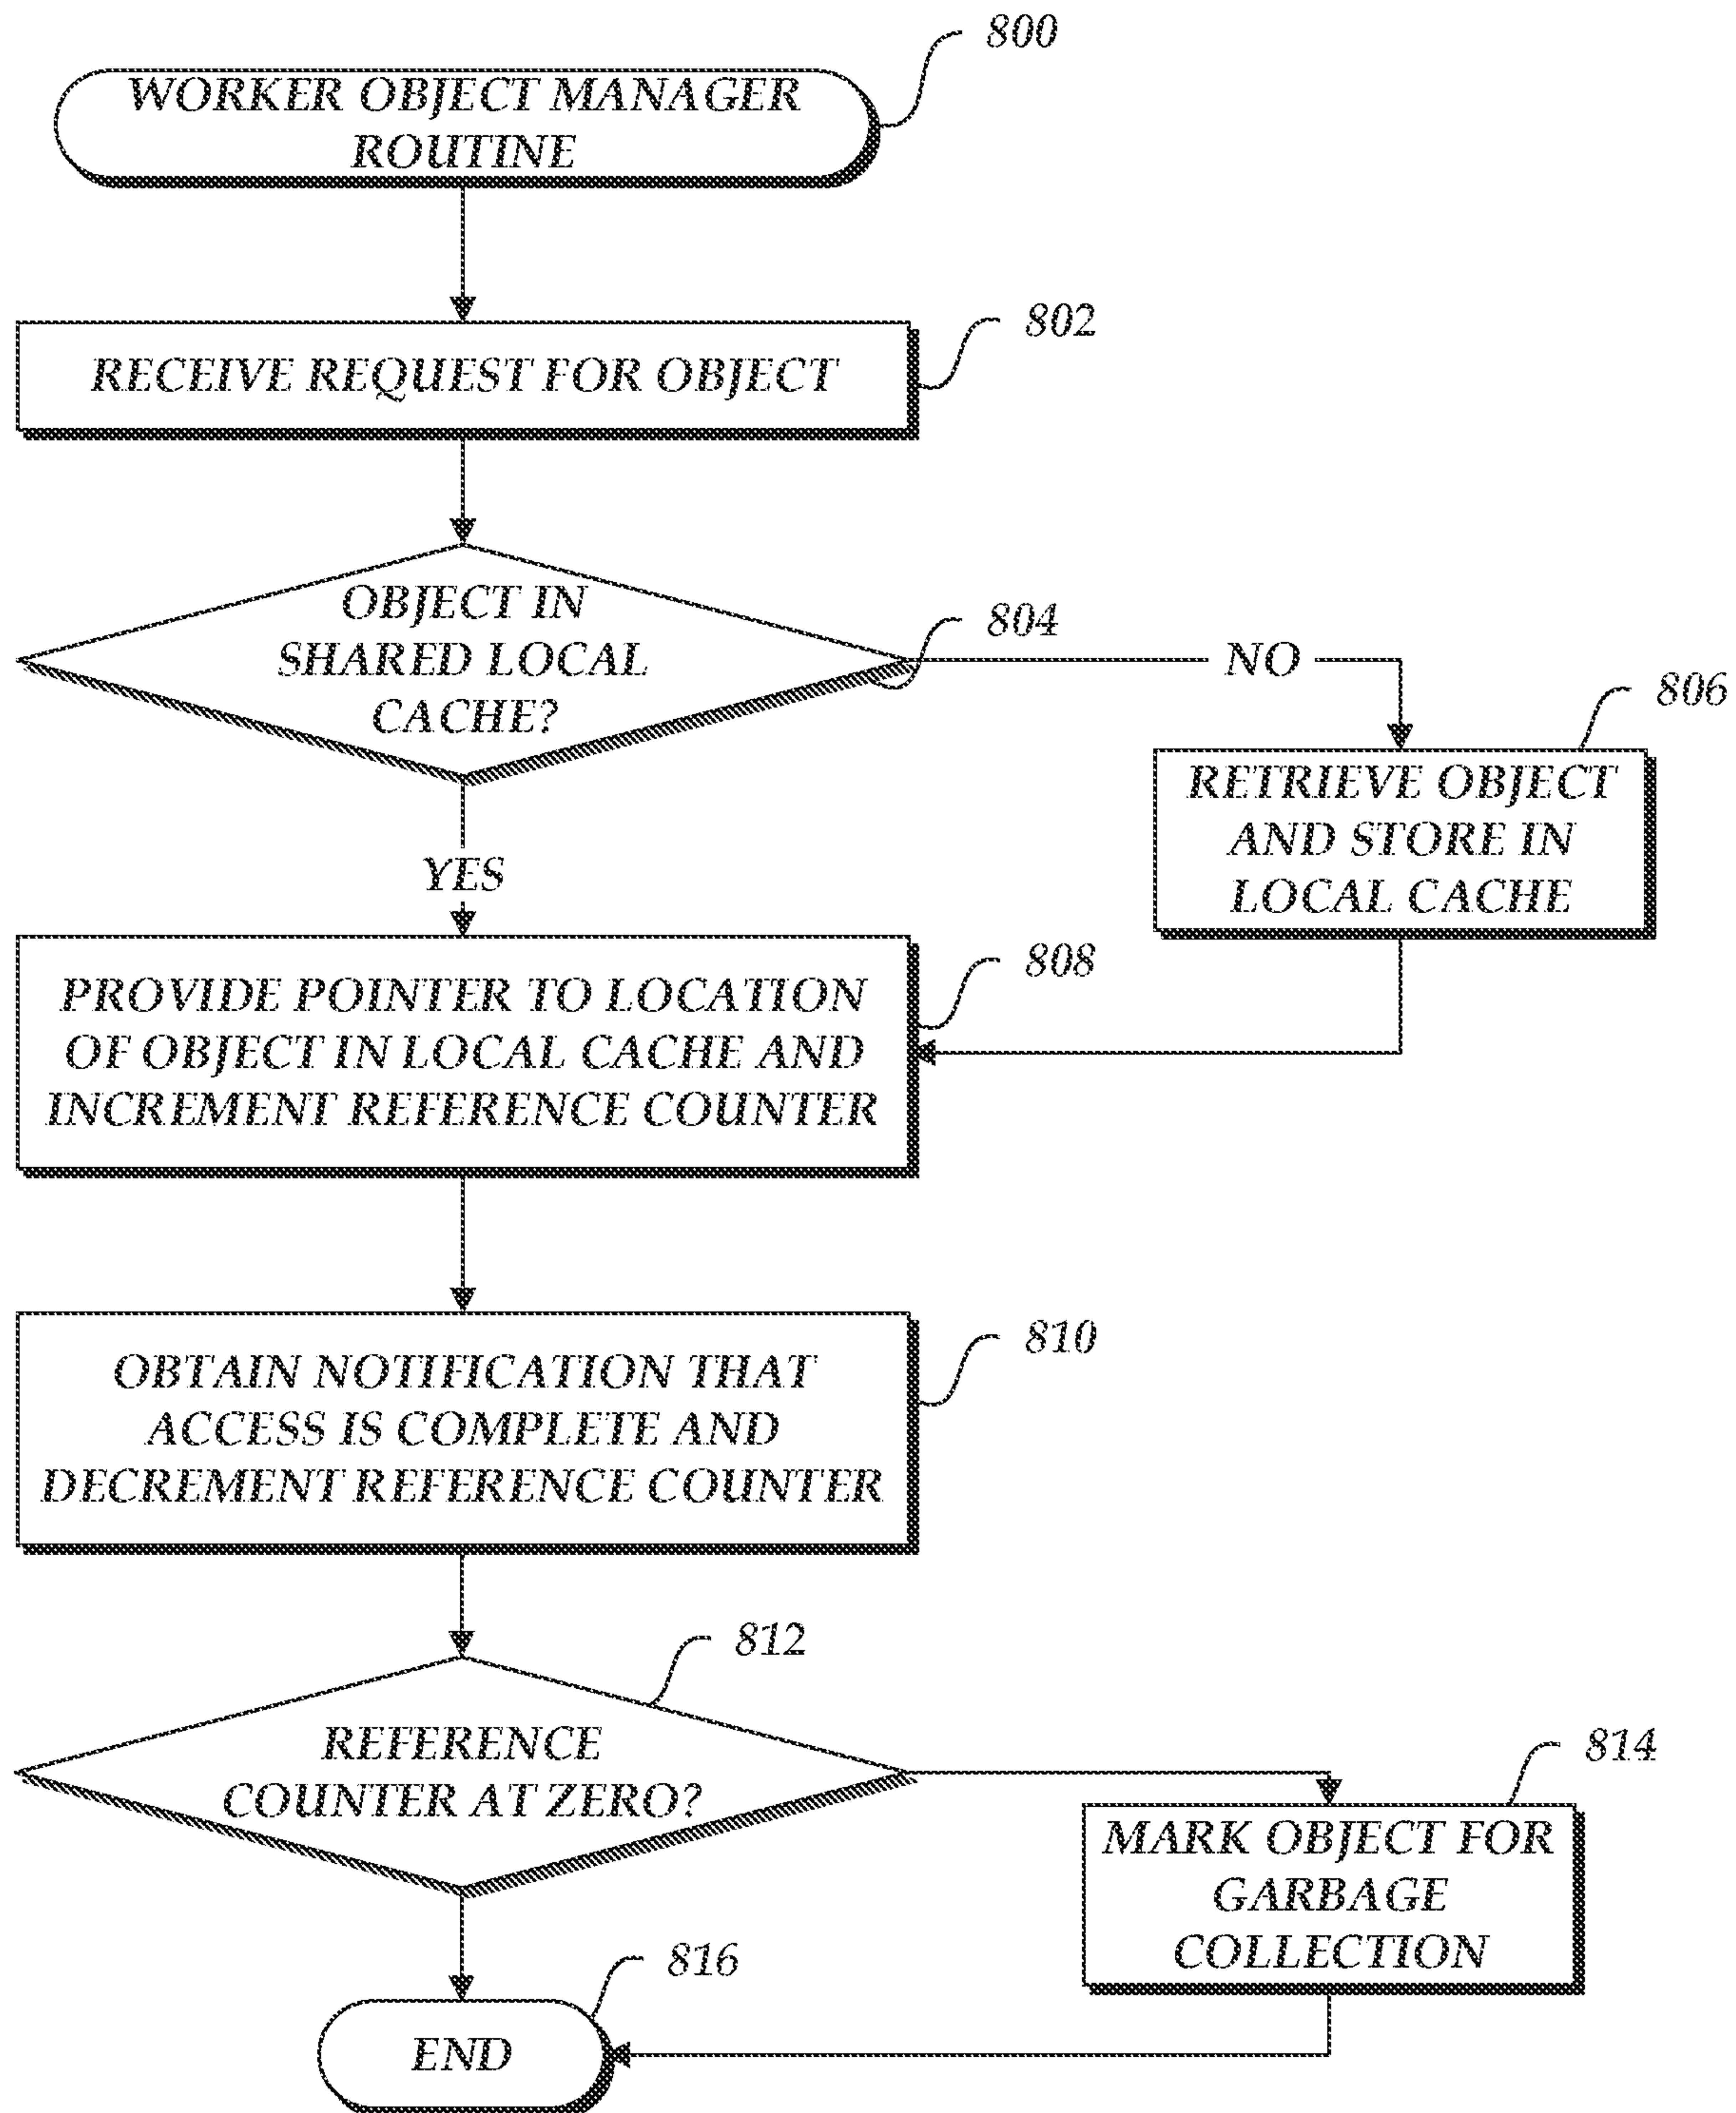 800
WORKER OBJECT MANAGER
ROUTINE
802
RECEIVE REQUEST FOR OBJECT
804
OBJECT IN
SHARED LOCAL
CACHE?
NO
806
RETRIEVE OBJECT
AND STORE IN
LOCAL CACHE
YES
808
PROVIDE POINTER TO LOCATION
OF OBJECT IN LOCAL CACHE AND
INCREMENT REFERENCE COUNTER
810
OBTAIN NOTIFICATION THAT
ACCESS IS COMPLETE AND
DECREMENT REFERENCE COUNTER
812
REFERENCE
COUNTER AT ZERO?
814
MARK OBJECT FOR
GARBAGE
COLLECTION
816
END